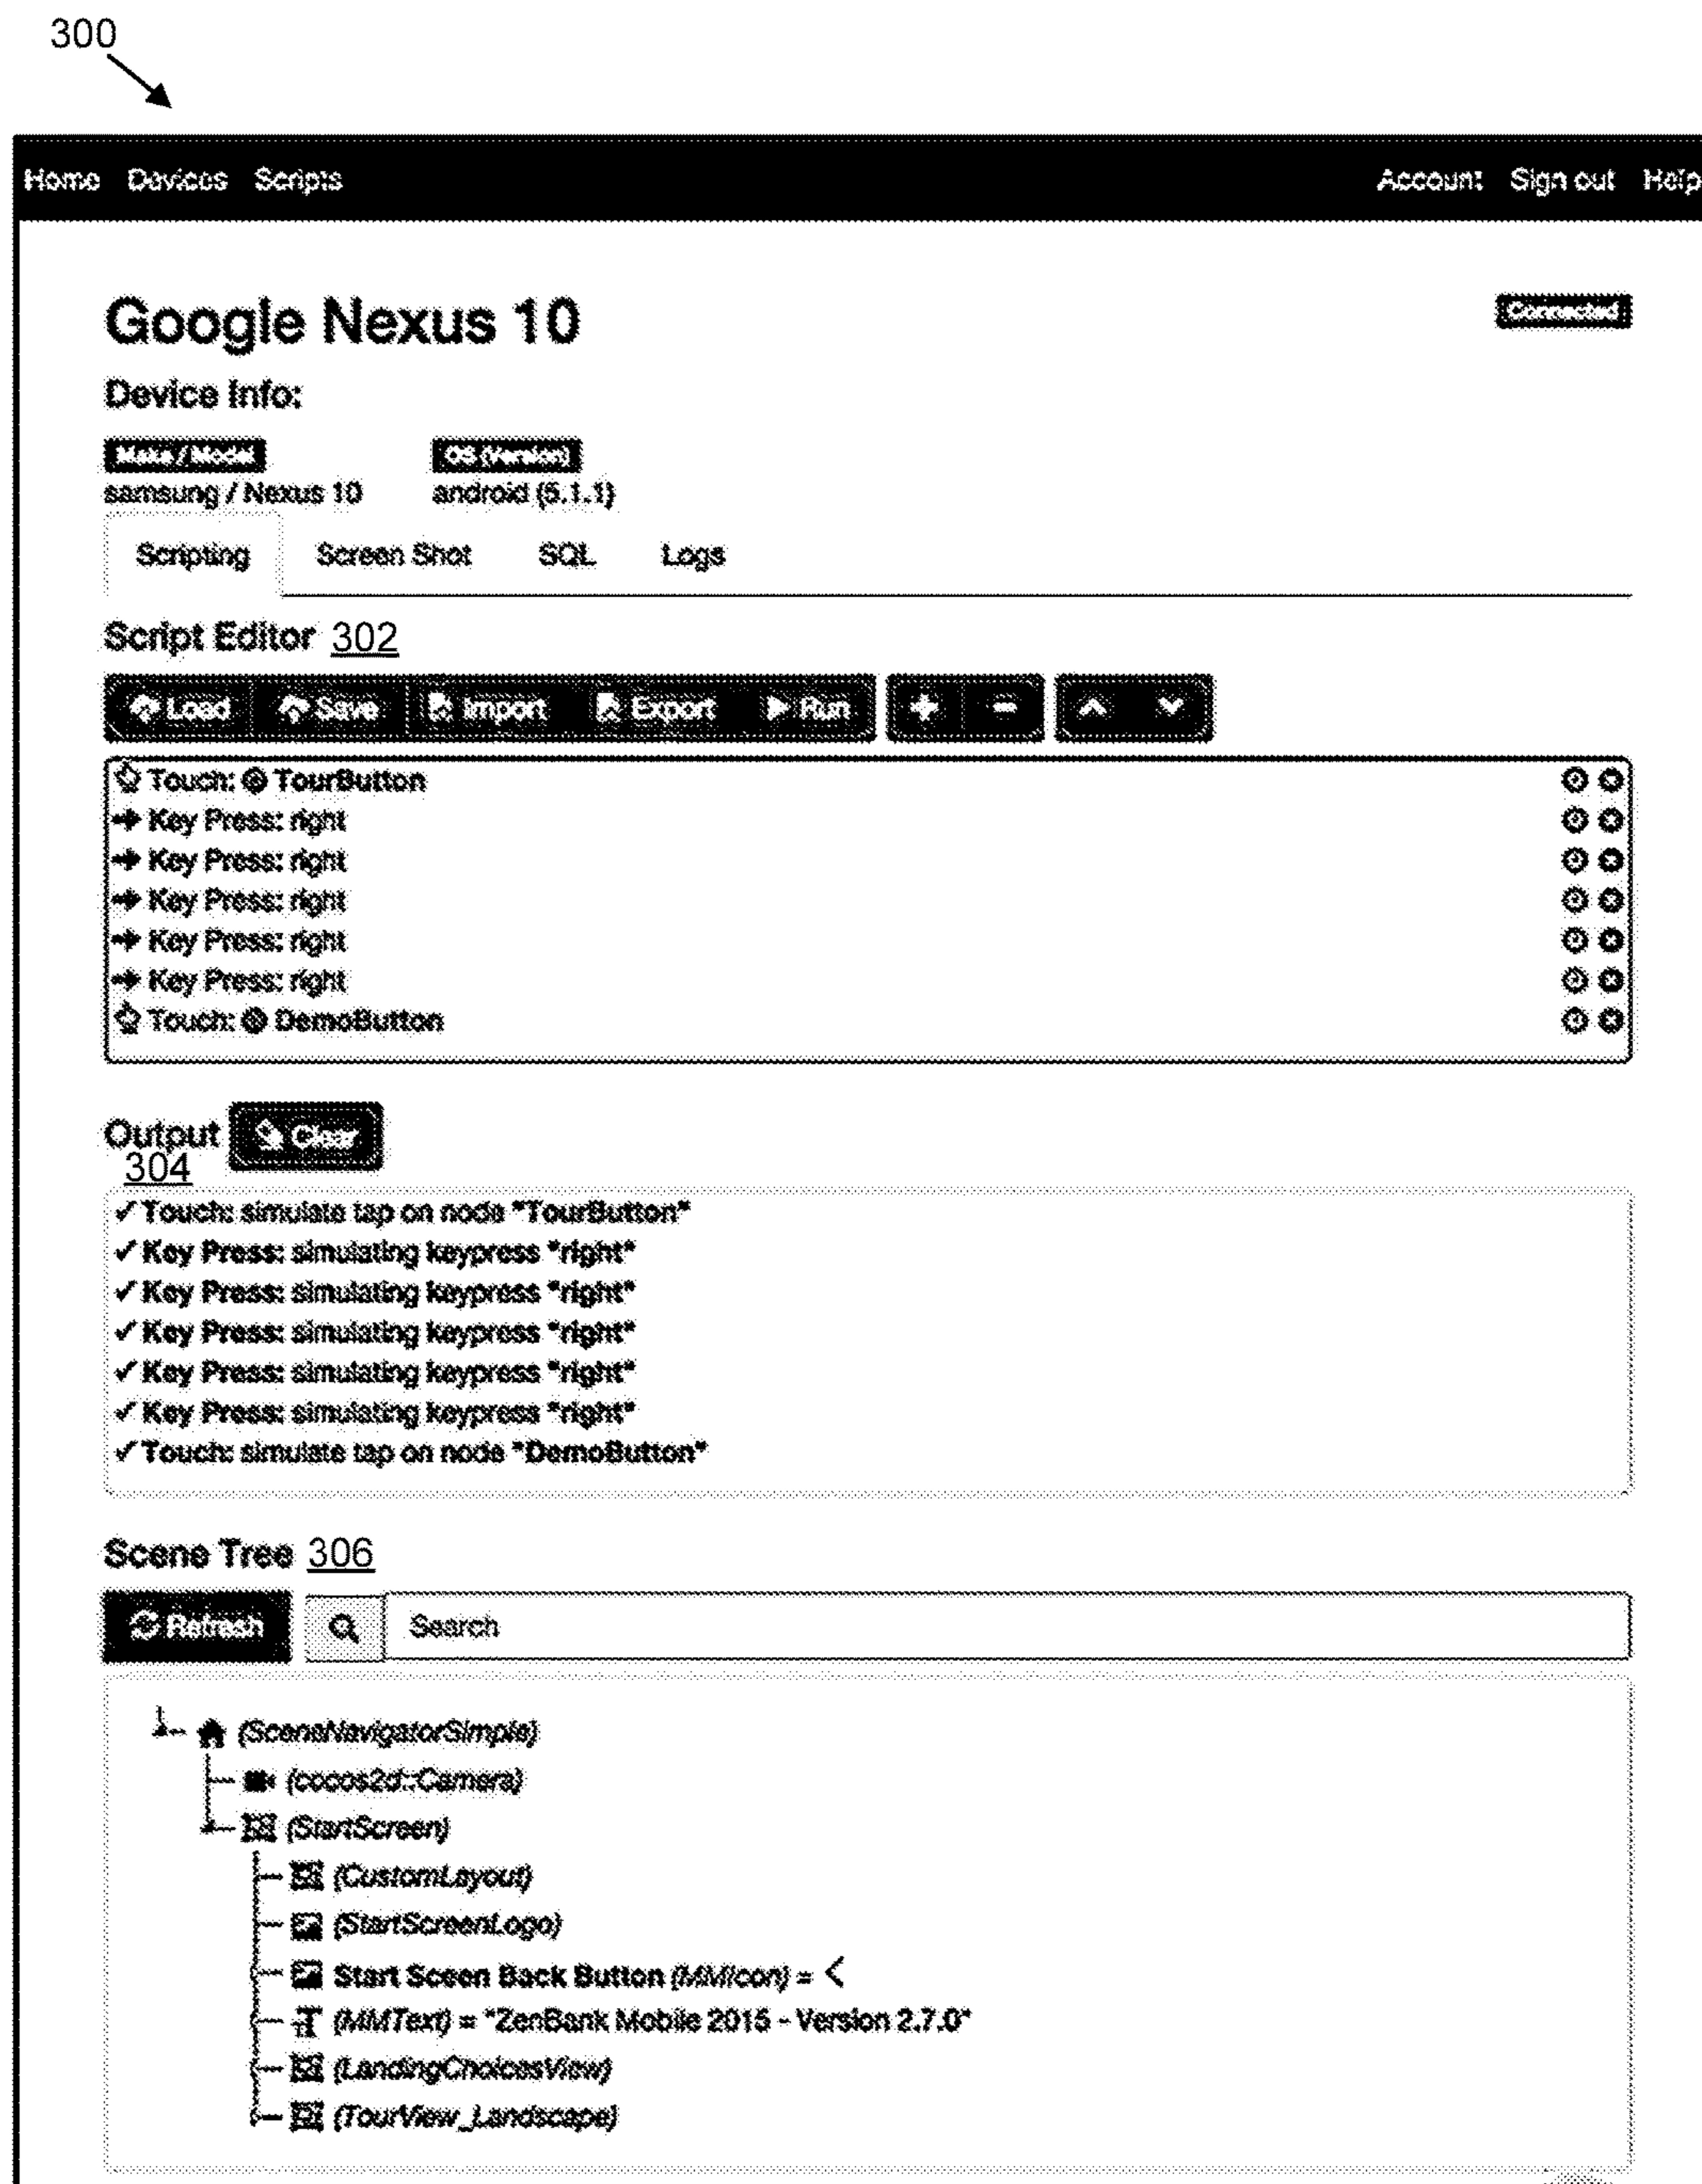 300
Home Devices Scripts Account Sign out Help
Google Nexus 10 Connected
Device Info:
Make / Model OS (Version)
samsung / Nexus 10 android (5.1.1)
Scripting Screen Shot SQL Logs
Script Editor 302
Load Save Import Export Run + -
Touch: TourButton
Key Press: right
Key Press: right
Key Press: right
Key Press: right
Key Press: right
Touch: DemoButton
Output Clear
304
✓ Touch: simulate tap on node "TourButton"
✓ Key Press: simulating keypress "right"
✓ Key Press: simulating keypress "right"
✓ Key Press: simulating keypress "right"
✓ Key Press: simulating keypress "right"
✓ Key Press: simulating keypress "right"
✓ Touch: simulate tap on node "DemoButton"
Scene Tree 306
Refresh Search
(SceneNavigatorSimple)
(cocos2d::Camera)
(StartScreen)
(CustomLayout)
(StartScreenLogo)
Start Sceen Back Button (MMIcon) = <
T (MMText) = "ZenBank Mobile 2015 - Version 2.7.0"
(LandingChoicesView)
(TourView_Landscape)